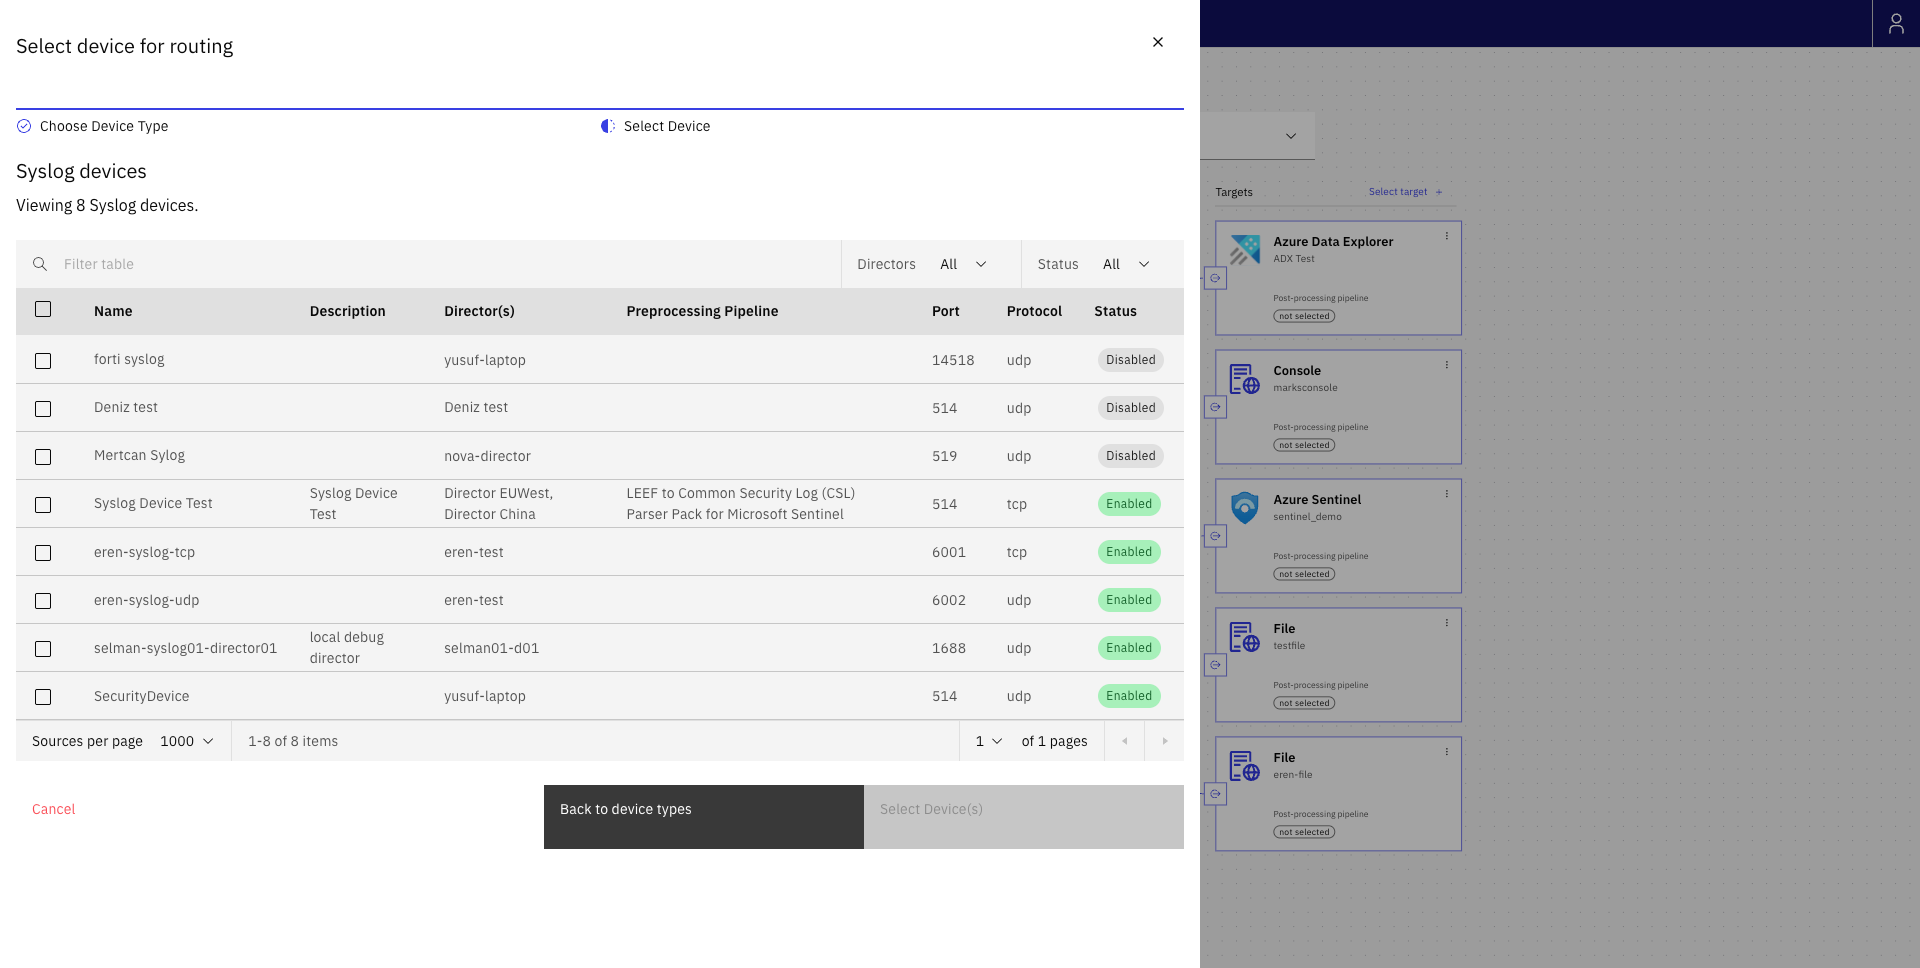 Select device for routing
Choose Device Type
Select Device
Syslog devices
Viewing 8 Syslog devices.
Filter table
Directors All
Status All
Name Description Director(s) Preprocessing Pipeline Port Protocol Status
forti syslog yusuf-laptop 14518 udp Disabled
Deniz test Deniz test 514 udp Disabled
Mertcan Sylog nova-director 519 udp Disabled
Syslog Device Test Syslog Device Test Director EUWest, Director China LEEF to Common Security Log (CSL) Parser Pack for Microsoft Sentinel 514 tcp Enabled
eren-syslog-tcp eren-test 6001 tcp Enabled
eren-syslog-udp eren-test 6002 udp Enabled
selman-syslog01-director01 local debug director selman01-d01 1688 udp Enabled
SecurityDevice yusuf-laptop 514 udp Enabled
Sources per page 1000 1-8 of 8 items 1 of 1 pages
Cancel
Back to device types
Select Device(s)
Targets
Select target +
Azure Data Explorer
ADX Test
Post-processing pipeline
not selected
Console
marksconsole
Post-processing pipeline
not selected
Azure Sentinel
sentinel_demo
Post-processing pipeline
not selected
File
testfile
Post-processing pipeline
not selected
File
eren-file
Post-processing pipeline
not selected